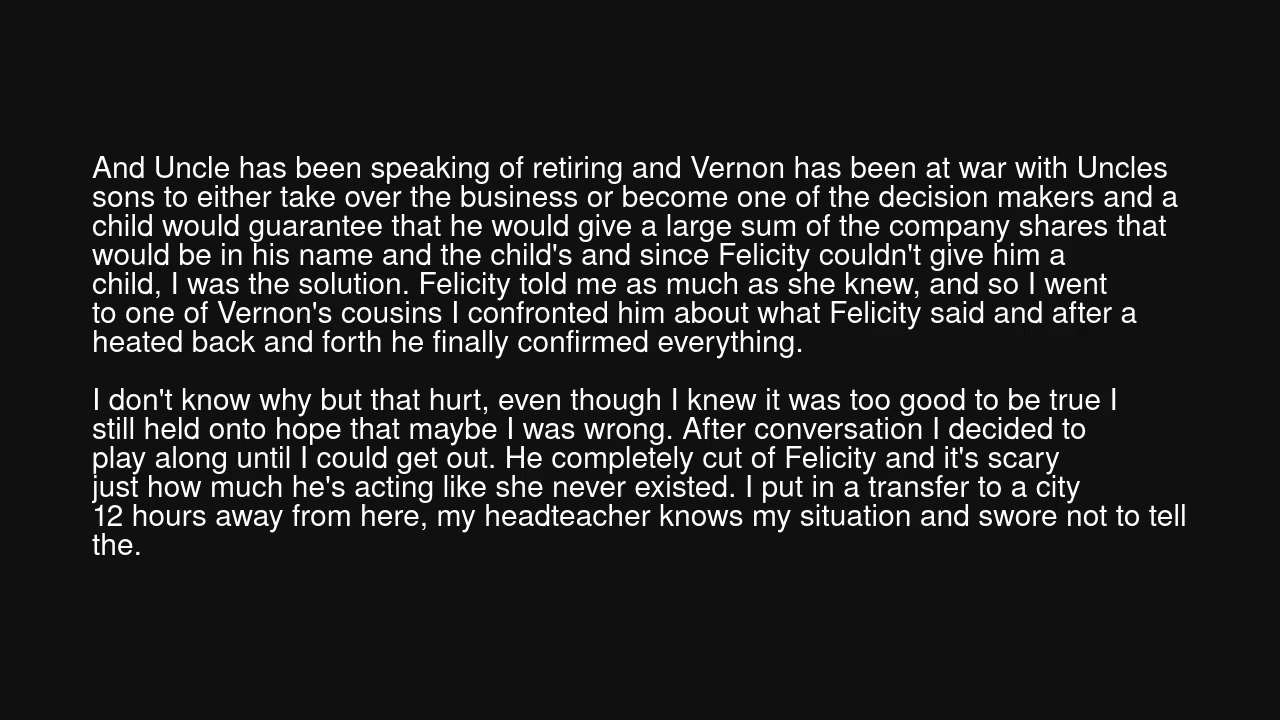 And Uncle has been speaking of retiring and Vernon has been at war with Uncles
sons to either take over the business or become one of the decision makers and a
child would guarantee that he would give a large sum of the company shares that
would be in his name and the child's and since Felicity couldn't give him a
child, I was the solution. Felicity told me as much as she knew, and so I went
to one of Vernon's cousins I confronted him about what Felicity said and after a
heated back and forth he finally confirmed everything.
I don't know why but that hurt, even though I knew it was too good to be true I
still held onto hope that maybe I was wrong. After conversation I decided to
play along until I could get out. He completely cut of Felicity and it's scary
just how much he's acting like she never existed. I put in a transfer to a city
12 hours away from here, my headteacher knows my situation and swore not to tell
the.